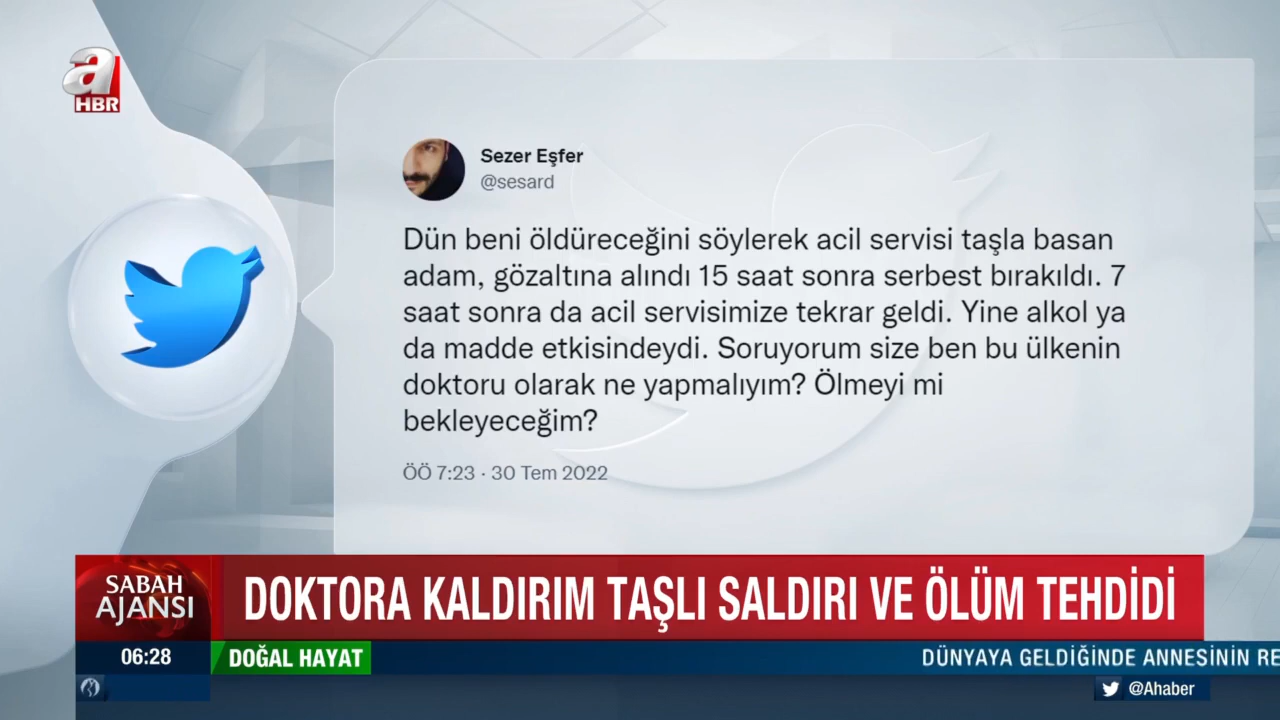 a
HBR
Sezer Eşfer
@sesard
Dün beni öldüreceğini söylerek acil servisi taşla basan
adam, gözaltına alındı 15 saat sonra serbest bırakıldı. 7
saat sonra da acil servisimize tekrar geldi. Yine alkol ya
da madde etkisindeydi. Soruyorum size ben bu ülkenin
doktoru olarak ne yapmalıyım? Ölmeyi mi
bekleyeceğim?
ÖÖ 7:23 · 30 Tem 2022
SABAH
AJANSI
DOKTORA KALDIRIM TAŞLI SALDIRI VE ÖLÜM TEHDİDİ
06:28
DOĞAL HAYAT
DÜNYAYA GELDİĞİNDE ANNESİNİN RE
@Ahaber